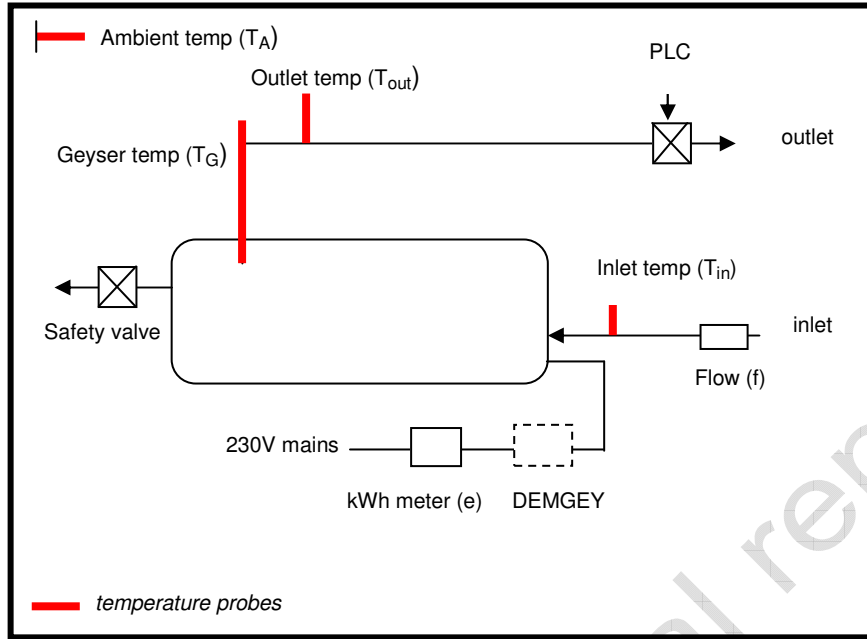 Ambient temp (TA)
PLC
Outlet temp (Tout)
outlet
Geyser temp (TG)
Inlet temp (Tin)
Safety valve
inlet
Flow (f)
230V mains
kWh meter (e)
DEMGEY
temperature probes